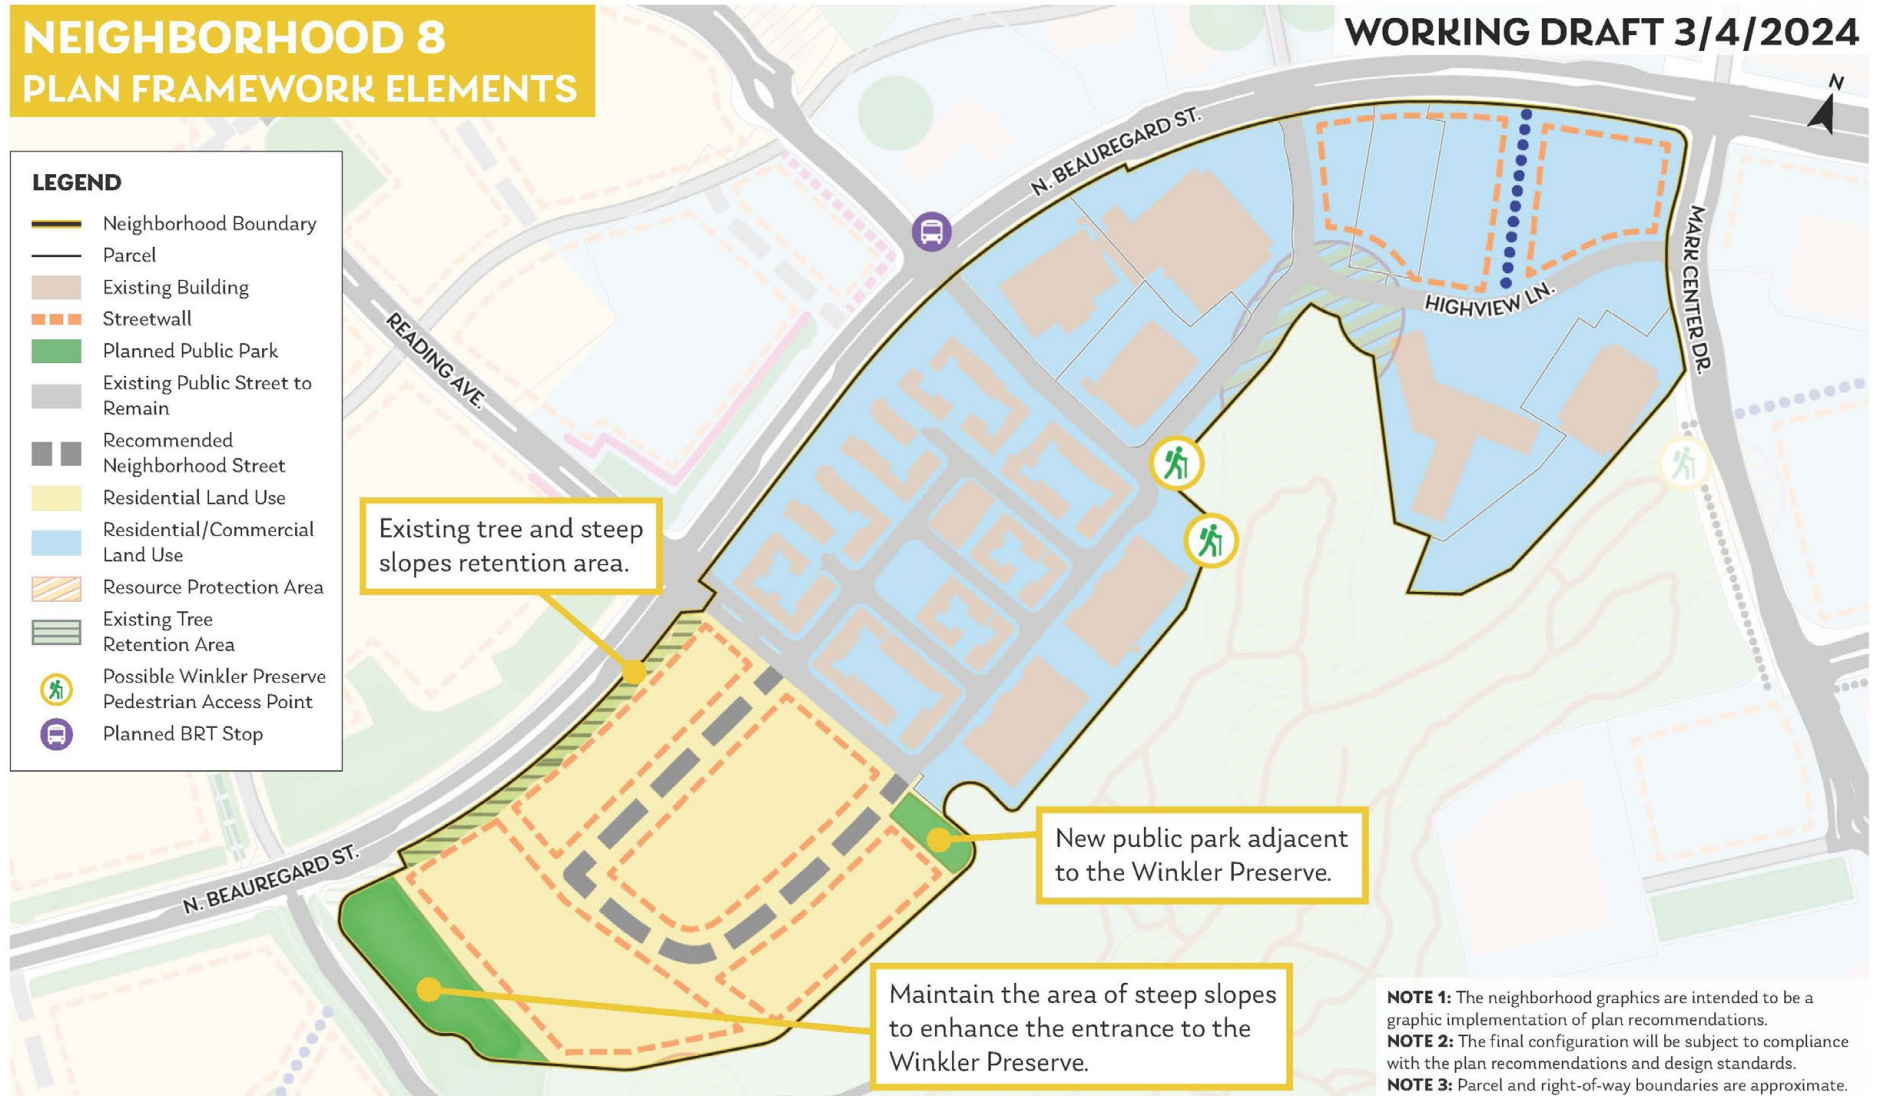 NEIGHBORHOOD 8
PLAN FRAMEWORK ELEMENTS
WORKING DRAFT 3/4/2024
N
LEGEND
Neighborhood Boundary
Parcel
Existing Building
Streetwall
Planned Public Park
Existing Public Street to
Remain
Recommended
Neighborhood Street
Residential Land Use
Residential/Commercial
Land Use
Resource Protection Area
Existing Tree
Retention Area
Possible Winkler Preserve
Pedestrian Access Point
Planned BRT Stop
N. BEAUREGARD ST.
MARK CENTER DR.
HIGHVIEW LN.
READING AVE.
Existing tree and steep
slopes retention area.
New public park adjacent
to the Winkler Preserve.
N. BEAUREGARD ST.
Maintain the area of steep slopes
to enhance the entrance to the
Winkler Preserve.
NOTE 1: The neighborhood graphics are intended to be a
graphic implementation of plan recommendations.
NOTE 2: The final configuration will be subject to compliance
with the plan recommendations and design standards.
NOTE 3: Parcel and right-of-way boundaries are approximate.